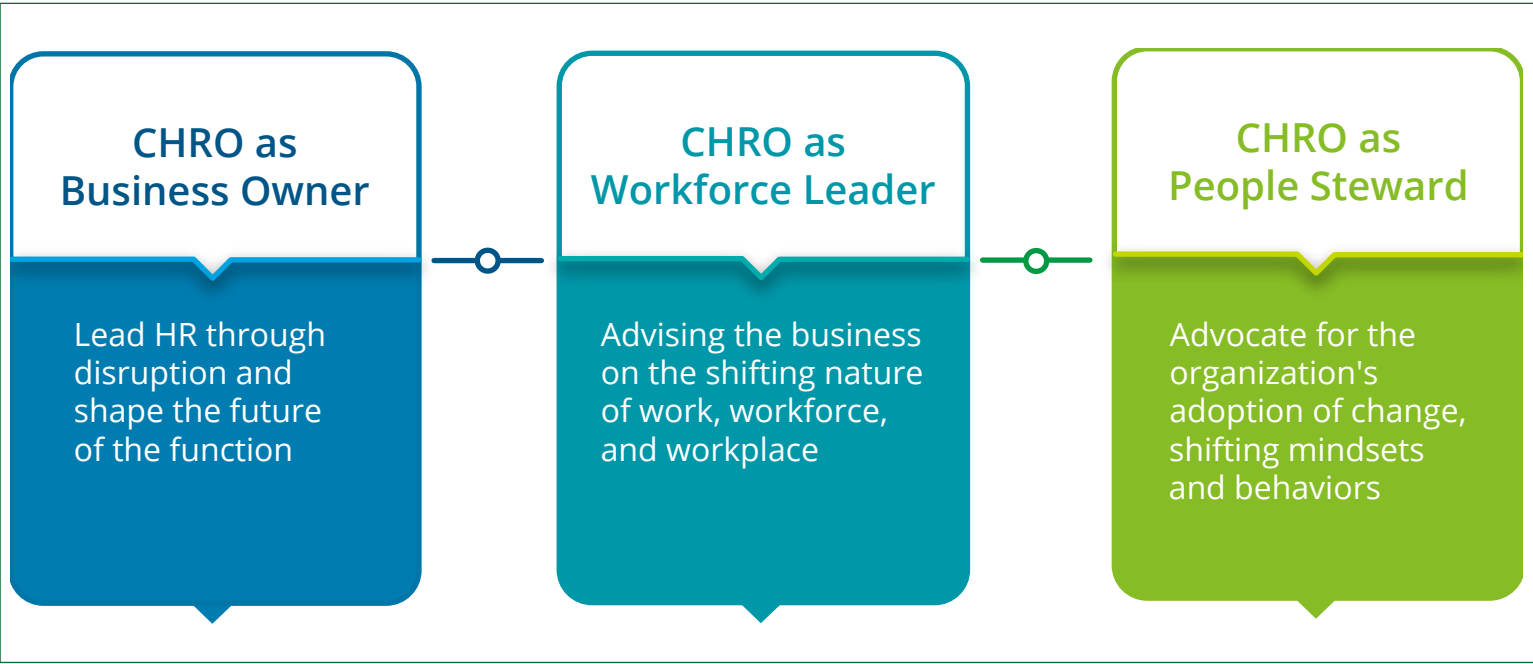 CHRO as
Business Owner
Lead HR through
disruption and
shape the future
of the function
CHRO as
Workforce Leader
Advising the business
on the shifting nature
of work, workforce,
and workplace
CHRO as
People Steward
Advocate for the
organization's
adoption of change,
shifting mindsets
and behaviors